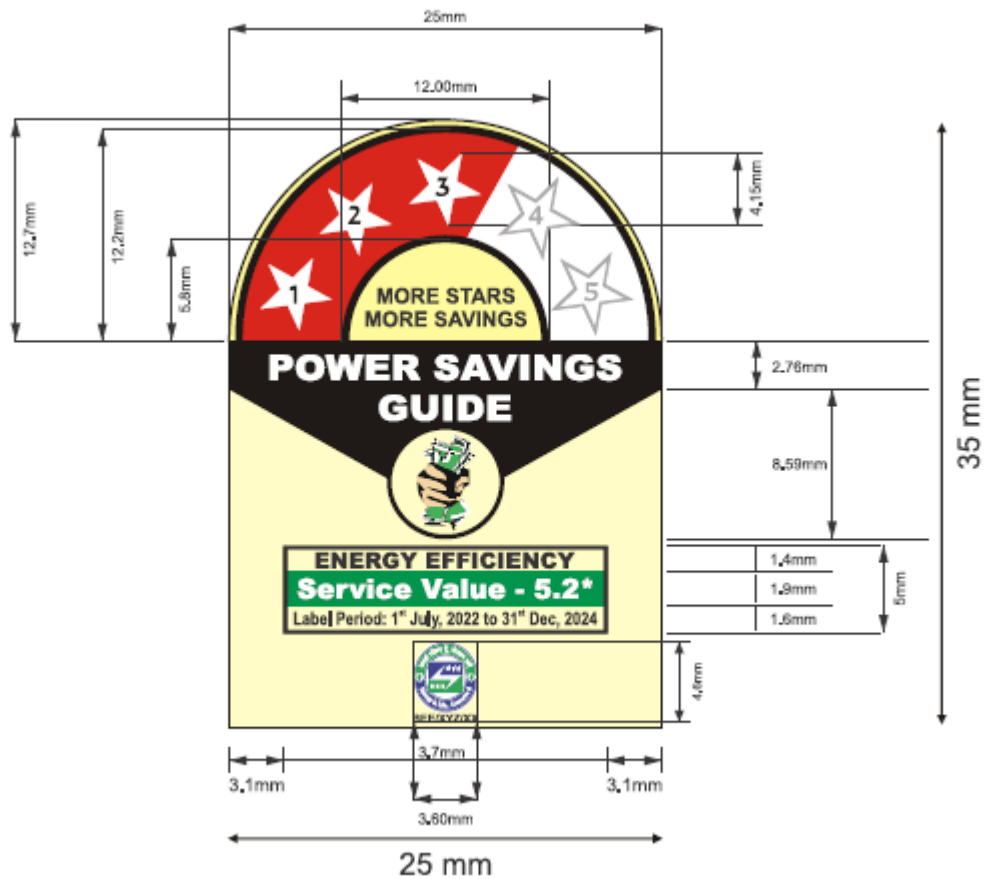 25mm
12.00mm
12.7mm
12.2mm
5.8mm
4.15mm
1
2
3
4
5
MORE STARS
MORE SAVINGS
POWER SAVINGS
GUIDE
2.76mm
8.59mm
35 mm
ENERGY EFFICIENCY
Service Value - 5.2*
Label Period: 1st July, 2022 to 31st Dec, 2024
1.4mm
1.9mm
1.6mm
5mm
4.6mm
3.1mm
3.7mm
3.1mm
3.60mm
25 mm